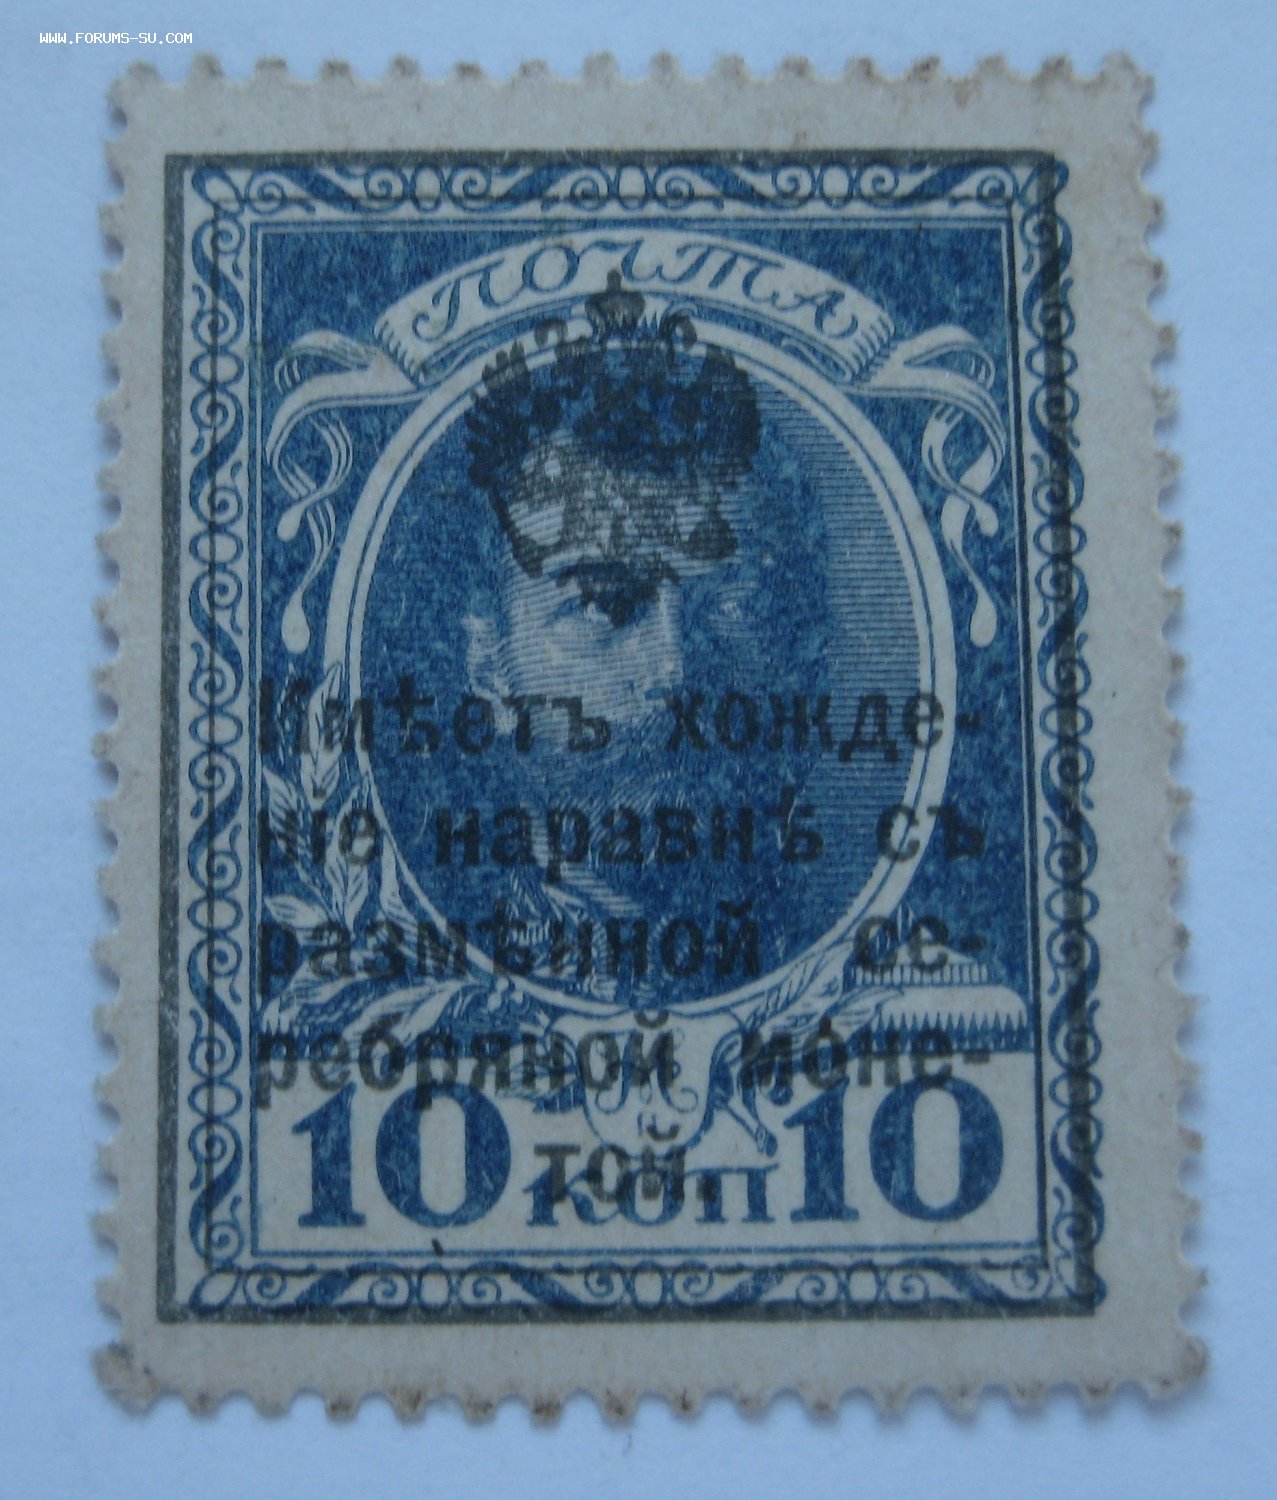 WWW.FORUMS-SU.COM
ПОЧТА
Имѣетъ хожде-
ніе наравнѣ съ
размѣнной се-
ребряной моне-
той.
10 КОП 10